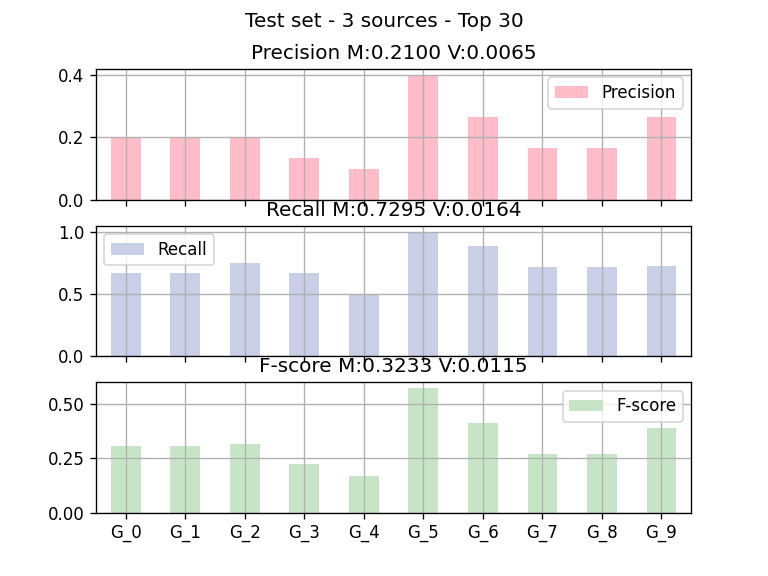 Test set - 3 sources - Top 30
Precision M:0.2100 V:0.0065
0.4
0.2
0.0
Precision
Recall M:0.7295 V:0.0164
1.0
0.5
0.0
Recall
F-score M:0.3233 V:0.0115
0.50
0.25
0.00
F-score
G_0 G_1 G_2 G_3 G_4 G_5 G_6 G_7 G_8 G_9